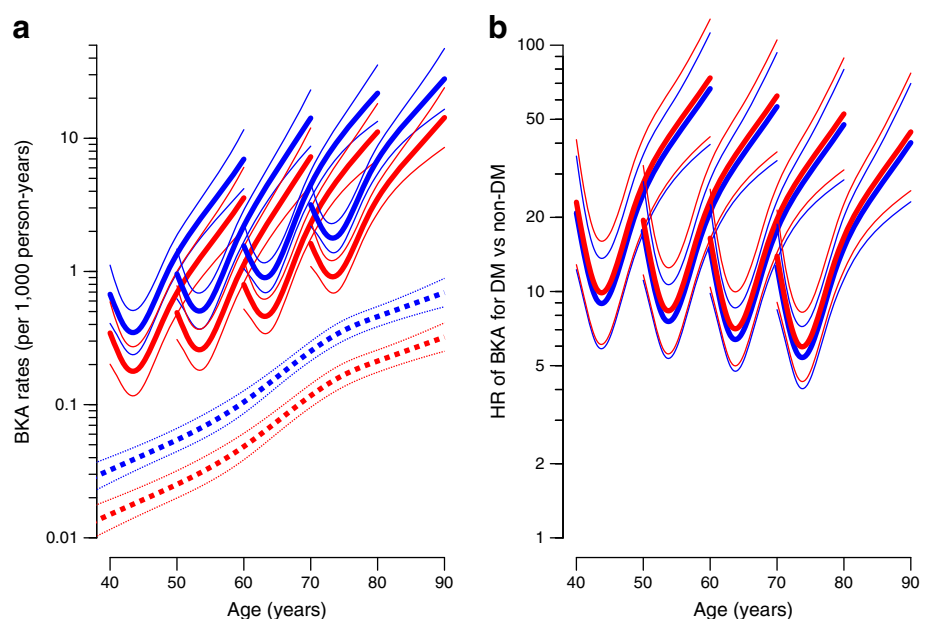 a
BKA rates (per 1,000 person-years)
10
1
0.1
0.01
40 50 60 70 80 90
Age (years)
b
HR of BKA for DM vs non-DM
100
50
20
10
5
2
1
40 50 60 70 80 90
Age (years)